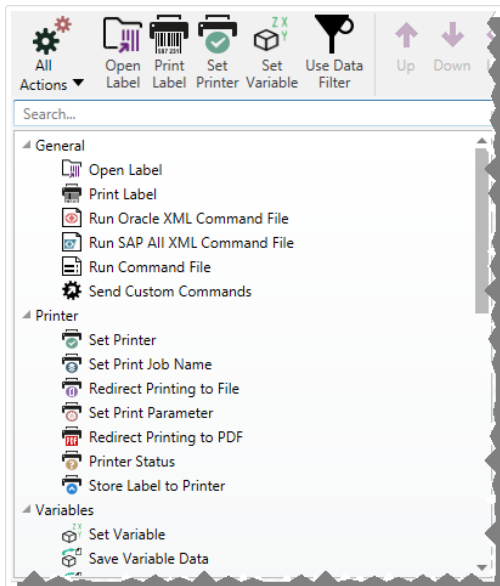 All Actions
Open Label
Print Label
Set Printer
Set Variable
Use Data Filter
Up
Down
Search...
General
Open Label
Print Label
Run Oracle XML Command File
Run SAP AII XML Command File
Run Command File
Send Custom Commands
Printer
Set Printer
Set Print Job Name
Redirect Printing to File
Set Print Parameter
Redirect Printing to PDF
Printer Status
Store Label to Printer
Variables
Set Variable
Save Variable Data